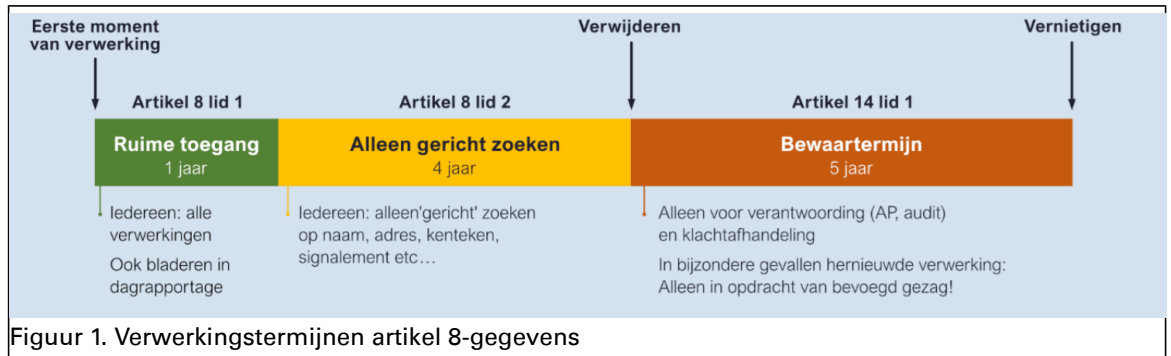 Eerste moment
van verwerking
Verwijderen
Vernietigen
Artikel 8 lid 1
Artikel 8 lid 2
Artikel 14 lid 1
Ruime toegang
1 jaar
Alleen gericht zoeken
4 jaar
Bewaartermijn
5 jaar
Iedereen: alle
verwerkingen
Ook bladeren in
dagrapportage
Iedereen: alleen'gericht' zoeken
op naam, adres, kenteken,
signalement etc…
Alleen voor verantwoording (AP, audit)
en klachtafhandeling
In bijzondere gevallen hernieuwde verwerking:
Alleen in opdracht van bevoegd gezag!
Figuur 1. Verwerkingstermijnen artikel 8-gegevens